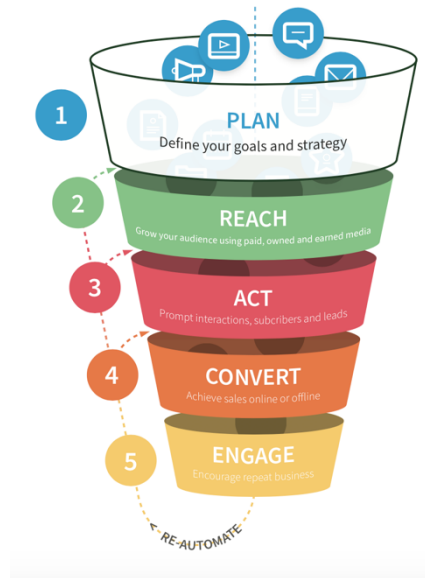 1
PLAN
Define your goals and strategy
2
REACH
Grow your audience using paid, owned and earned media
3
ACT
Prompt interactions, subcribers and leads
4
CONVERT
Achieve sales online or offline
5
ENGAGE
Encourage repeat business
RE-AUTOMATE